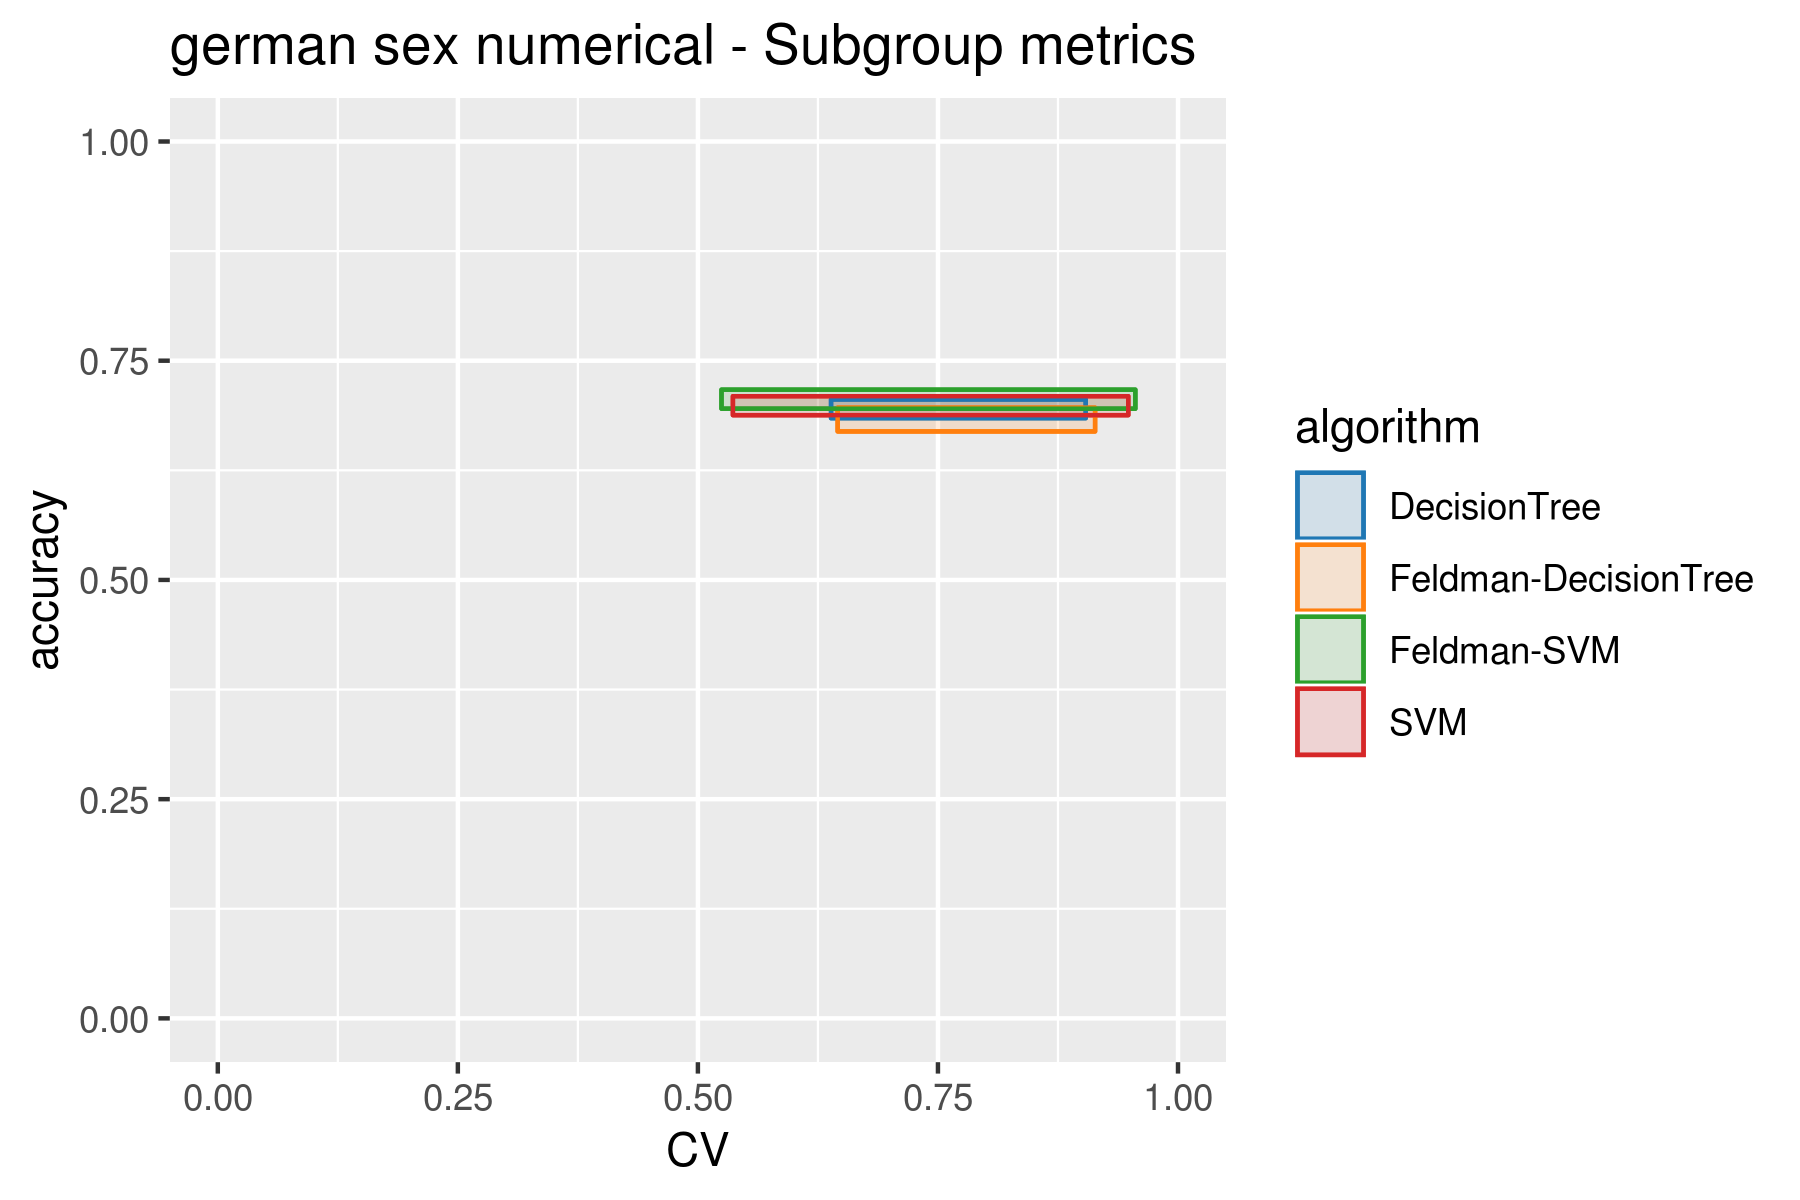 german sex numerical - Subgroup metrics
accuracy
1.00
0.75
0.50
0.25
0.00
0.00 0.25 0.50 0.75 1.00
CV
algorithm
DecisionTree
Feldman-DecisionTree
Feldman-SVM
SVM